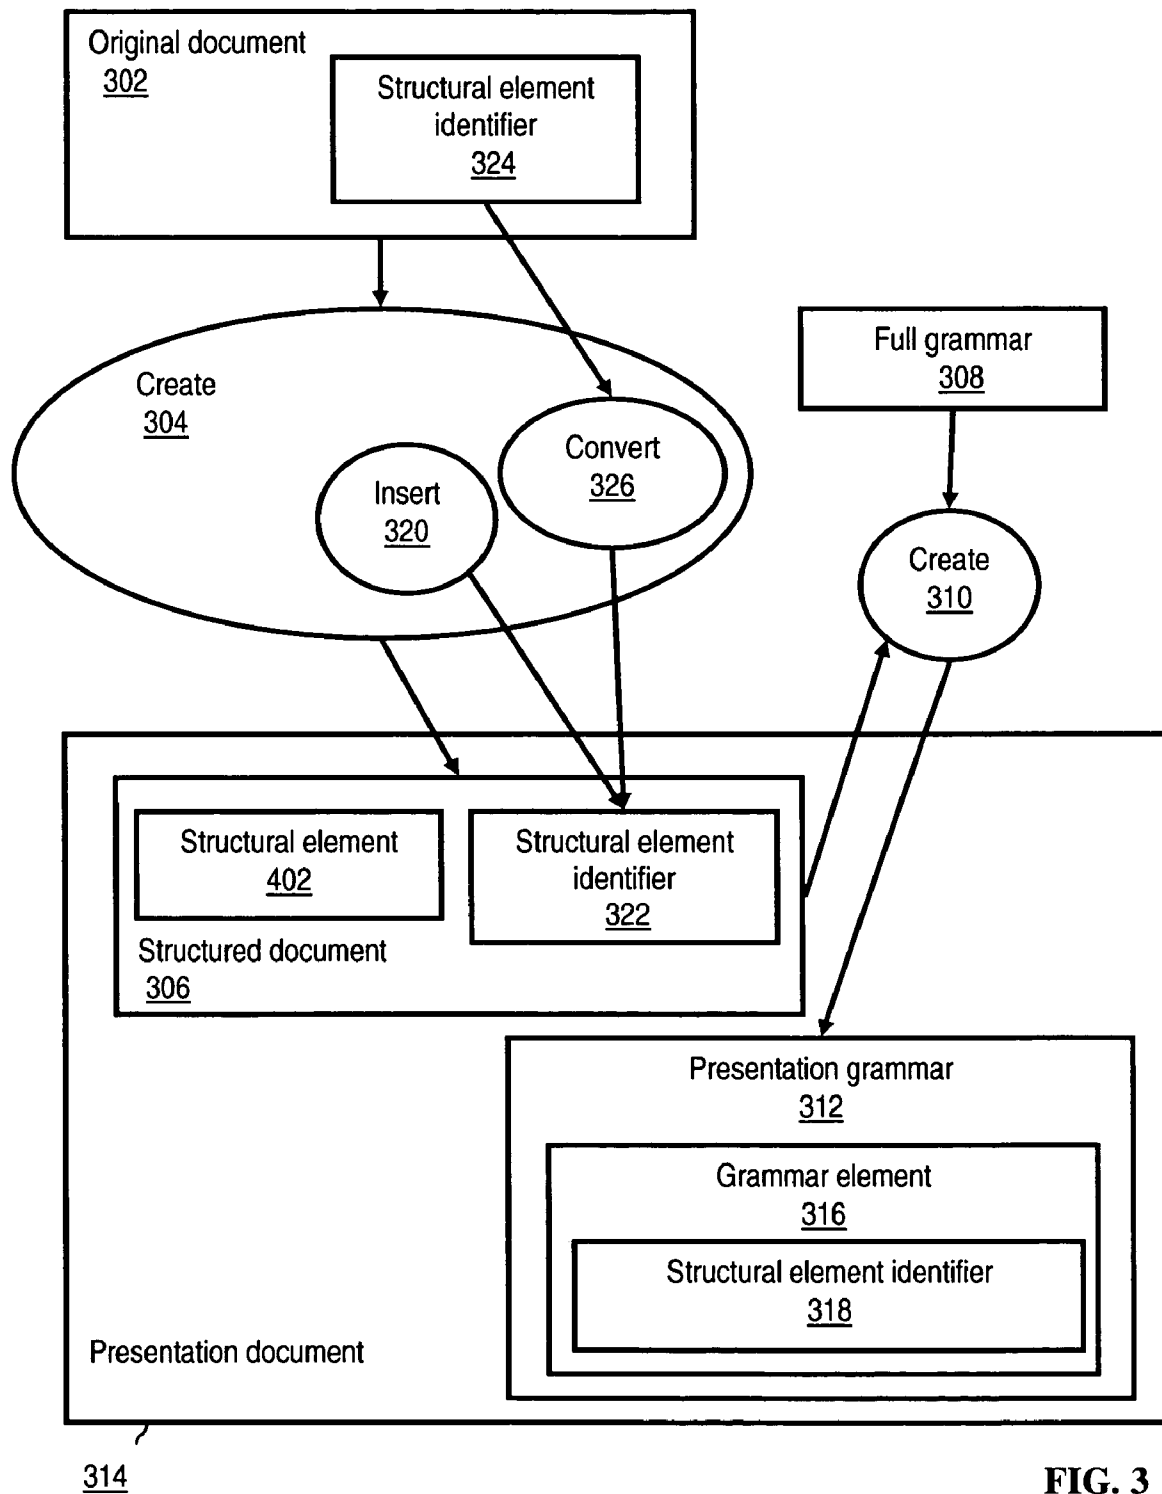 Original document
302
Structural element
identifier
324
Create
304
Insert
320
Convert
326
Full grammar
308
Create
310
Structural element
402
Structural element
identifier
322
Structured document
306
Presentation grammar
312
Grammar element
316
Structural element identifier
318
Presentation document
314
FIG. 3